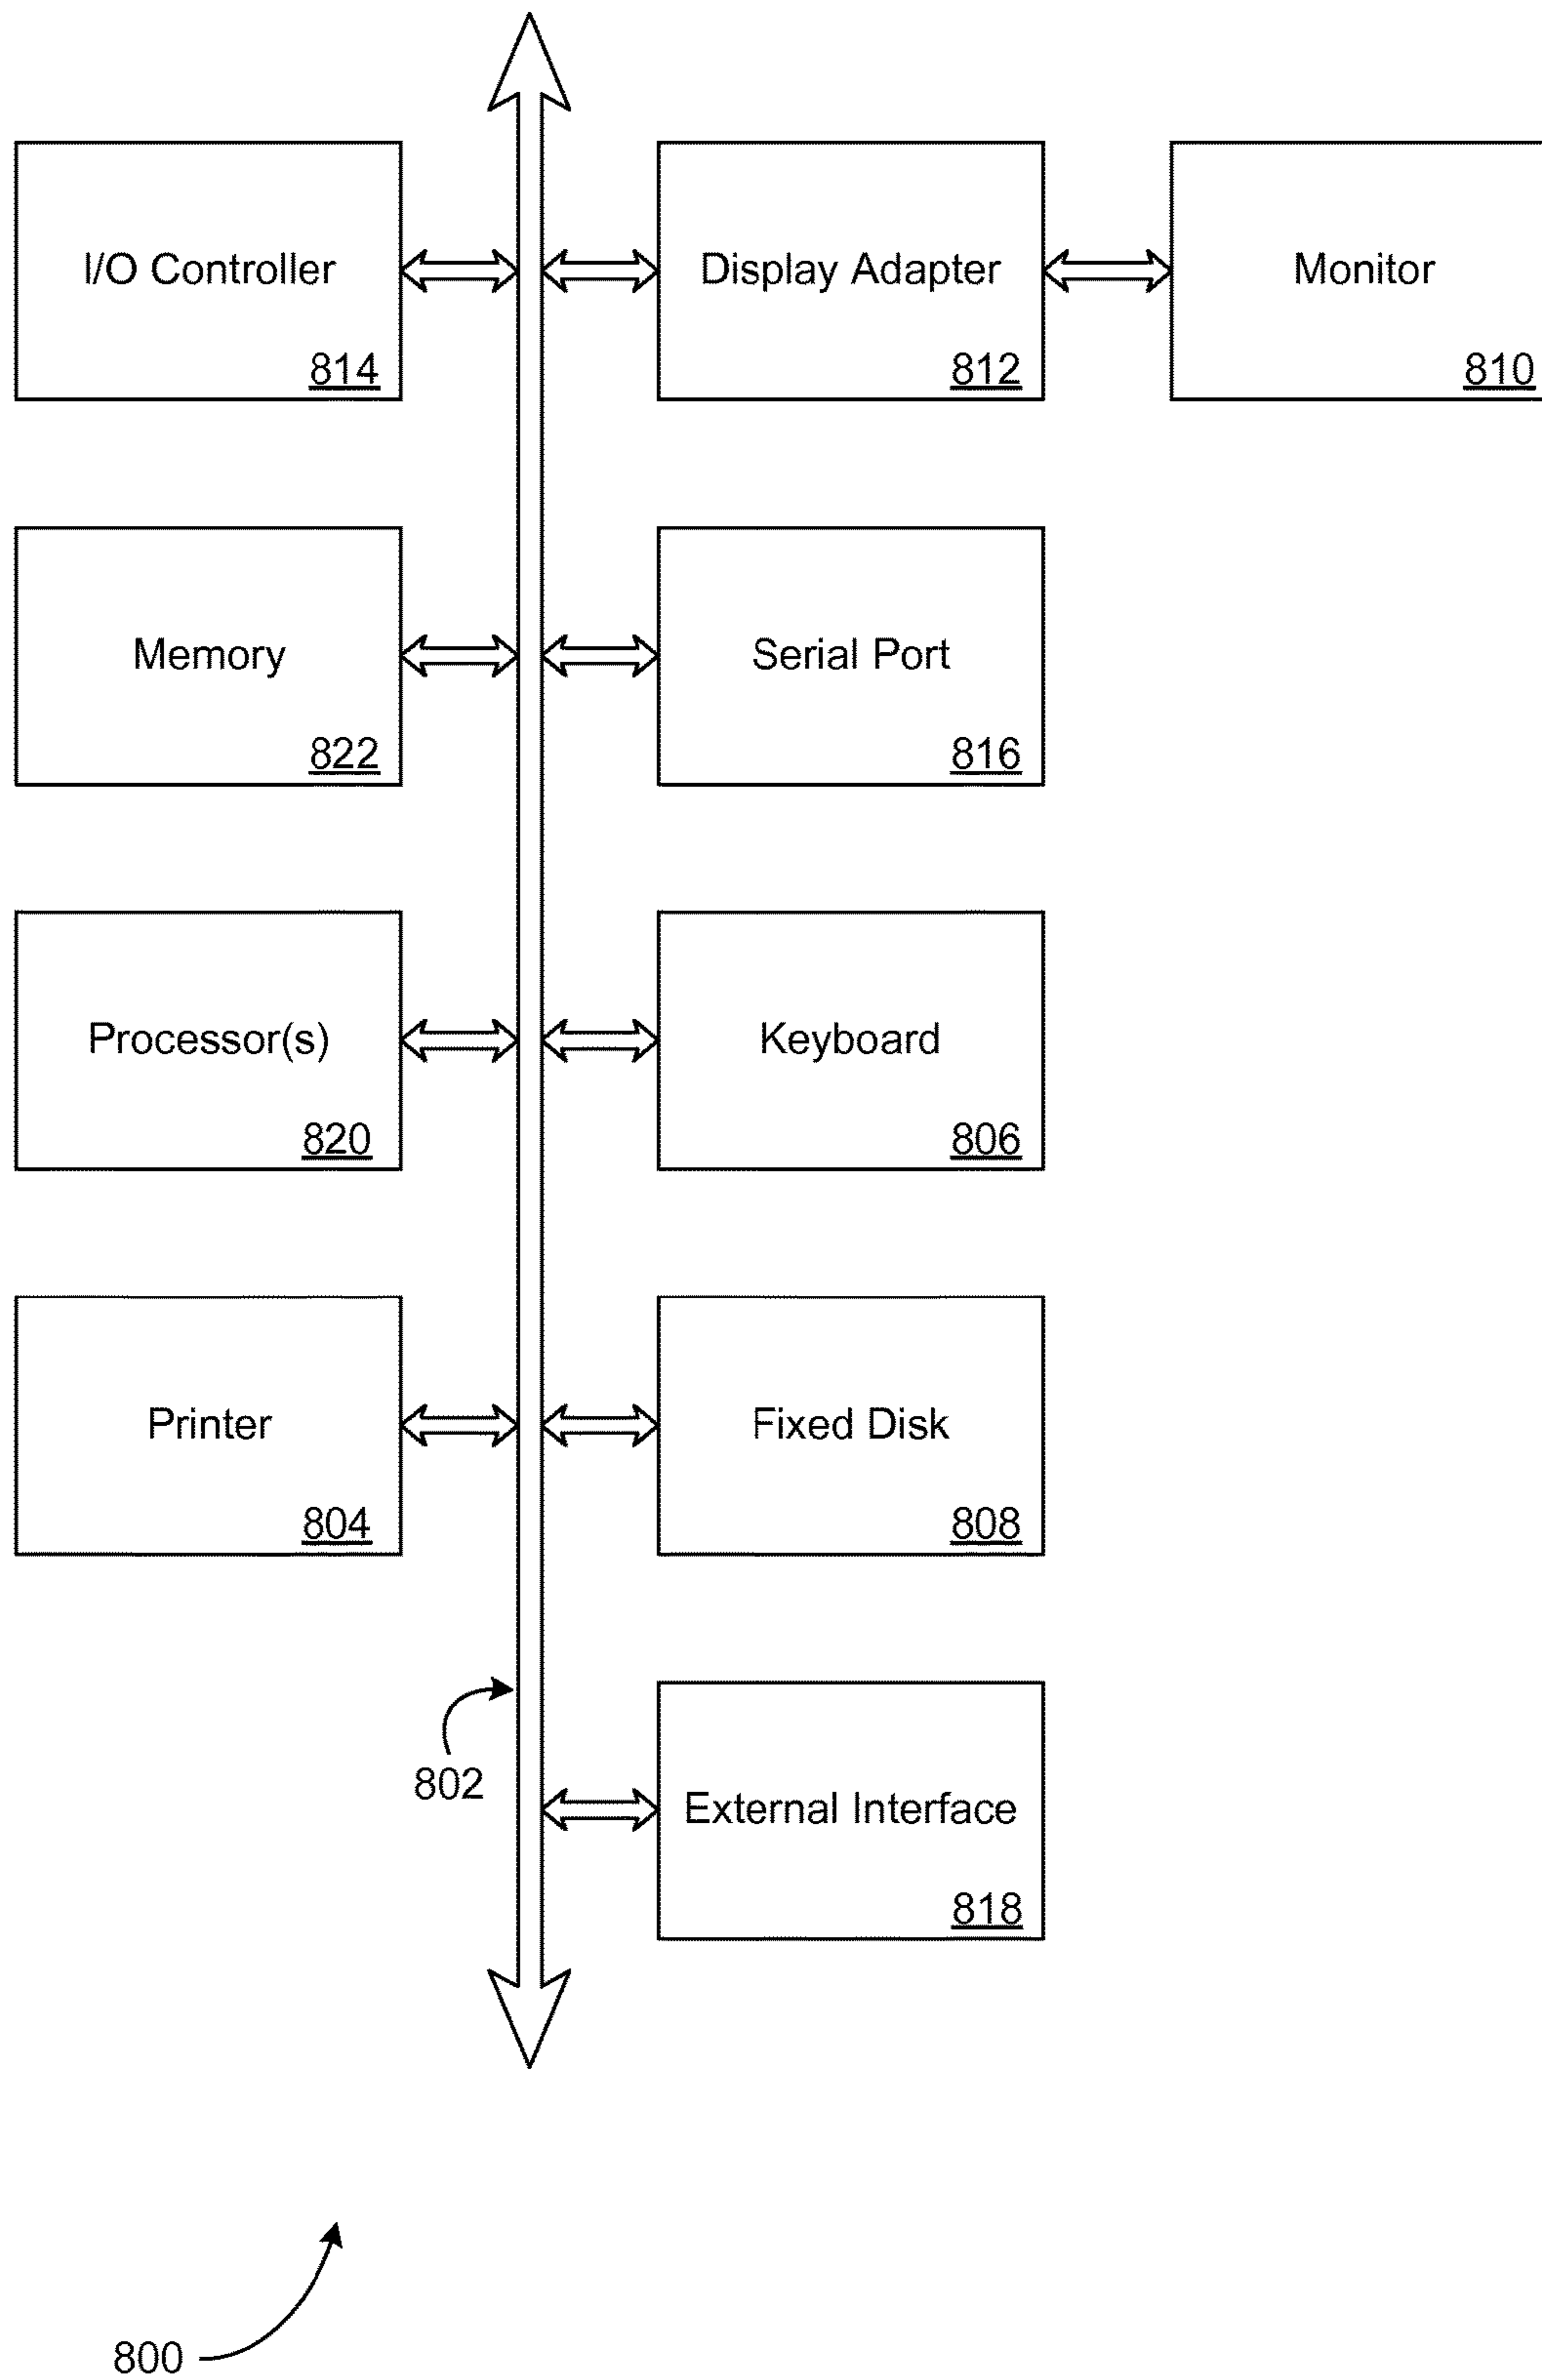 I/O Controller
814
Display Adapter
812
Monitor
810
Memory
822
Serial Port
816
Processor(s)
820
Keyboard
806
Printer
804
Fixed Disk
808
802
External Interface
818
800